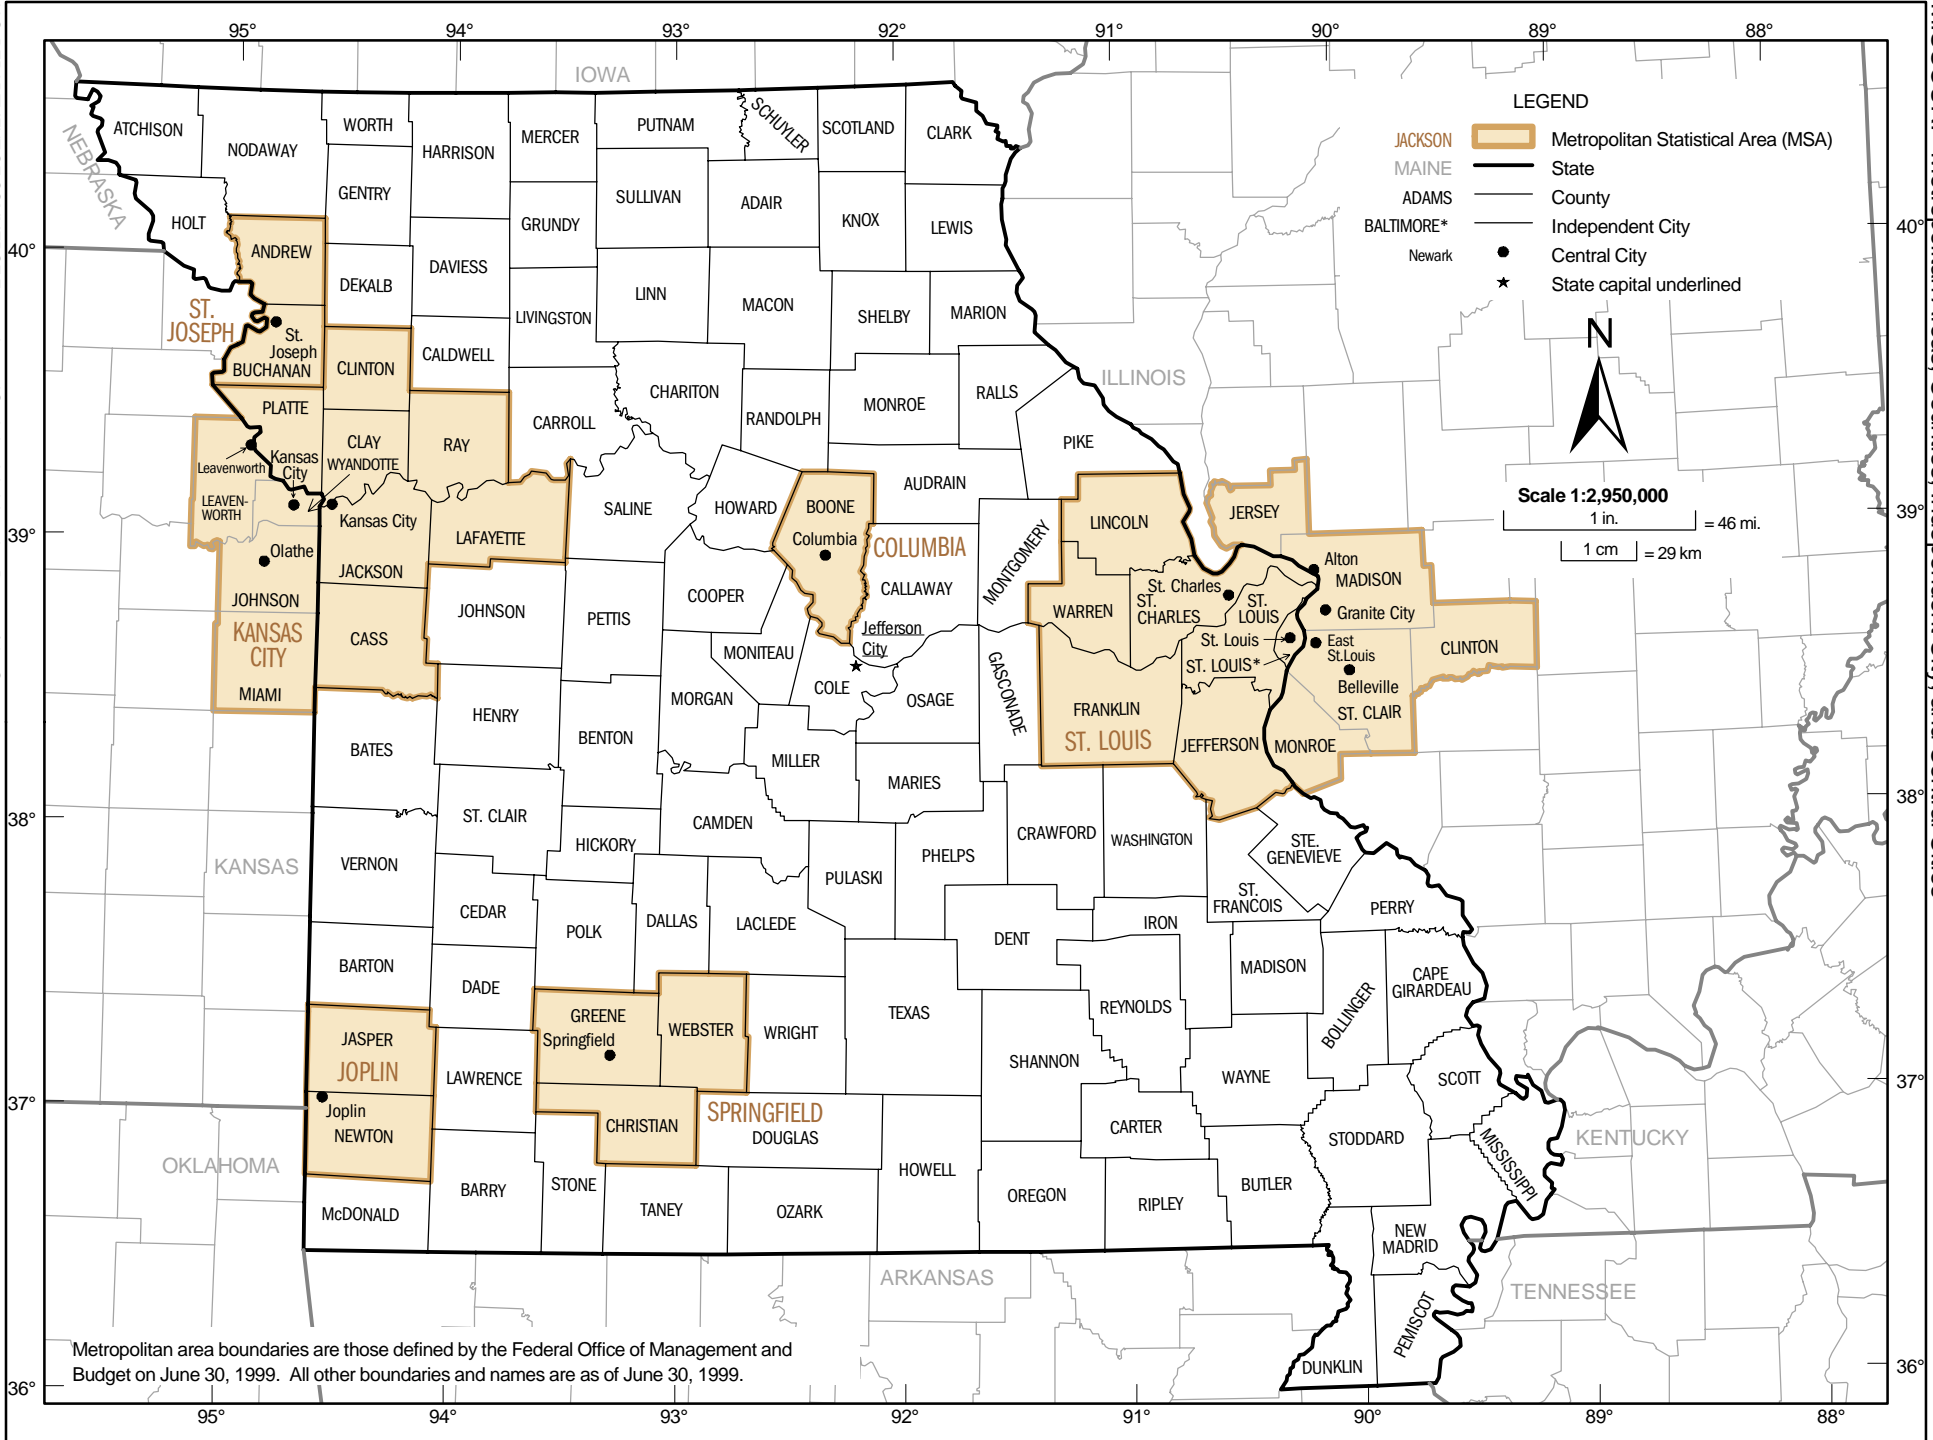 95°
94°
93°
92°
91°
90°
89°
88°
IOWA
NEBRASKA
ATCHISON
NODAWAY
WORTH
HARRISON
MERCER
PUTNAM
SCHUYLER
SCOTLAND
CLARK
HOLT
GENTRY
GRUNDY
SULLIVAN
ADAIR
KNOX
LEWIS
ANDREW
DEKALB
DAVIESS
LIVINGSTON
LINN
MACON
SHELBY
MARION
ST.
JOSEPH
St.
Joseph
BUCHANAN
CLINTON
CALDWELL
CHARITON
RANDOLPH
MONROE
RALLS
ILLINOIS
PLATTE
CLAY
RAY
CARROLL
PIKE
Leavenworth
Kansas
City
WYANDOTTE
LEAVEN-
WORTH
Kansas City
LAFAYETTE
SALINE
HOWARD
BOONE
Columbia
COLUMBIA
AUDRAIN
CALLAWAY
MONTGOMERY
LINCOLN
JERSEY
Olathe
JACKSON
JOHNSON
JOHNSON
PETTIS
COOPER
WARREN
St. Charles
ST.
CHARLES
ST.
LOUIS
Alton
MADISON
Granite City
KANSAS
CITY
CASS
MIAMI
MONITEAU
Jefferson
City
COLE
OSAGE
GASCONADE
St. Louis
ST. LOUIS*
East
St.Louis
Belleville
CLINTON
ST. CLAIR
BATES
HENRY
BENTON
MORGAN
MILLER
MARIES
FRANKLIN
ST. LOUIS
JEFFERSON
MONROE
KANSAS
VERNON
ST. CLAIR
HICKORY
CAMDEN
PULASKI
PHELPS
CRAWFORD
WASHINGTON
STE.
GENEVIEVE
ST.
FRANCOIS
PERRY
CEDAR
POLK
DALLAS
LACLEDE
DENT
IRON
MADISON
BOLLINGER
CAPE
GIRARDEAU
BARTON
DADE
GREENE
Springfield
WEBSTER
WRIGHT
TEXAS
REYNOLDS
JASPER
JOPLIN
Joplin
NEWTON
LAWRENCE
CHRISTIAN
SPRINGFIELD
DOUGLAS
SHANNON
WAYNE
SCOTT
CARTER
STODDARD
MISSISSIPPI
KENTUCKY
OKLAHOMA
McDONALD
BARRY
STONE
TANEY
OZARK
HOWELL
OREGON
RIPLEY
BUTLER
NEW
MADRID
PEMISCOT
DUNKLIN
ARKANSAS
TENNESSEE
LEGEND
JACKSON
Metropolitan Statistical Area (MSA)
MAINE
State
ADAMS
County
BALTIMORE*
Independent City
Newark
Central City
State capital underlined
N
Scale 1:2,950,000
1 in.
= 46 mi.
1 cm
= 29 km
40°
39°
38°
37°
36°
40°
39°
38°
37°
36°
Metropolitan area boundaries are those defined by the Federal Office of Management and
Budget on June 30, 1999. All other boundaries and names are as of June 30, 1999.
95°
94°
93°
92°
91°
90°
89°
88°